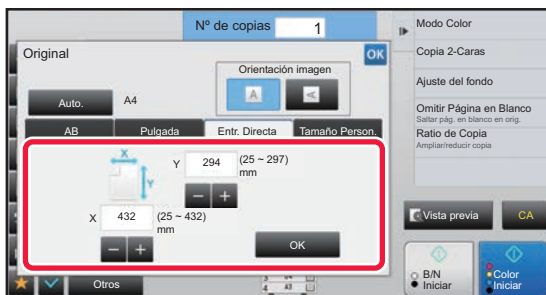 Nº de copias 1
Original
OK
Orientación imagen
A
A
Auto. A4
AB Pulgada Entr. Directa Tamaño Person.
X
Y
Y 294 (25 ~ 297)
mm
X 432 (25 ~ 432)
mm
OK
Otros
Modo Color
Copia 2-Caras
Ajuste del fondo
Omitir Página en Blanco
Saltar pág. en blanco en orig.
Ratio de Copia
Ampliar/reducir copia
Vista previa
CA
B/N
Iniciar
Color
Iniciar